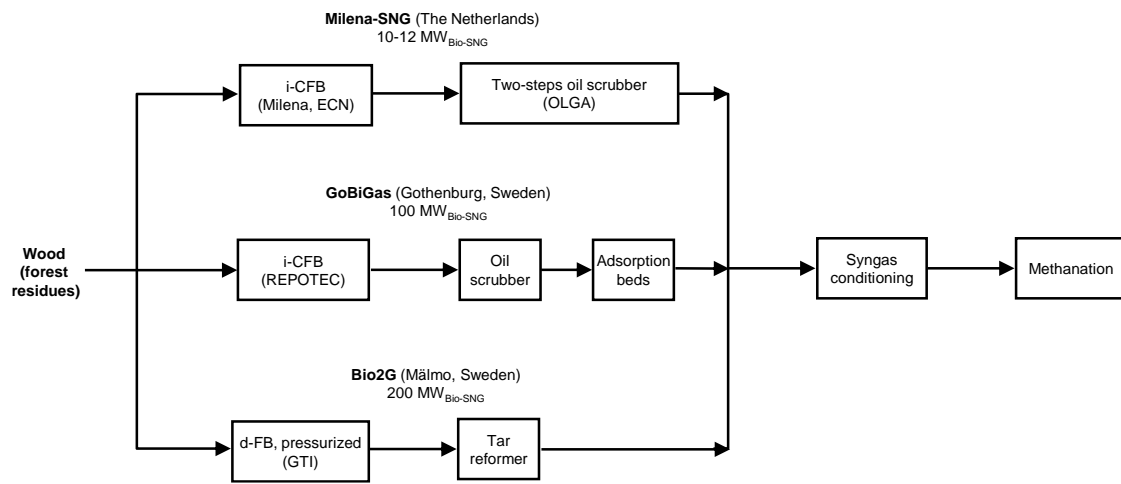 Milena-SNG (The Netherlands)
10-12 MWBio-SNG
i-CFB
(Milena, ECN)
Two-steps oil scrubber
(OLGA)
GoBiGas (Gothenburg, Sweden)
100 MWBio-SNG
Wood
(forest
residues)
i-CFB
(REPOTEC)
Oil
scrubber
Adsorption
beds
Syngas
conditioning
Methanation
Bio2G (Mälmo, Sweden)
200 MWBio-SNG
d-FB, pressurized
(GTI)
Tar
reformer